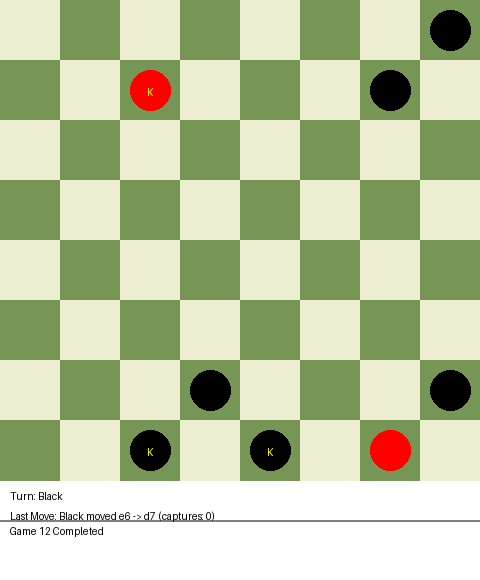 K
K
K
Turn: Black
Last Move: Black moved e6 -> d7 (captures: 0)
Game 12 Completed